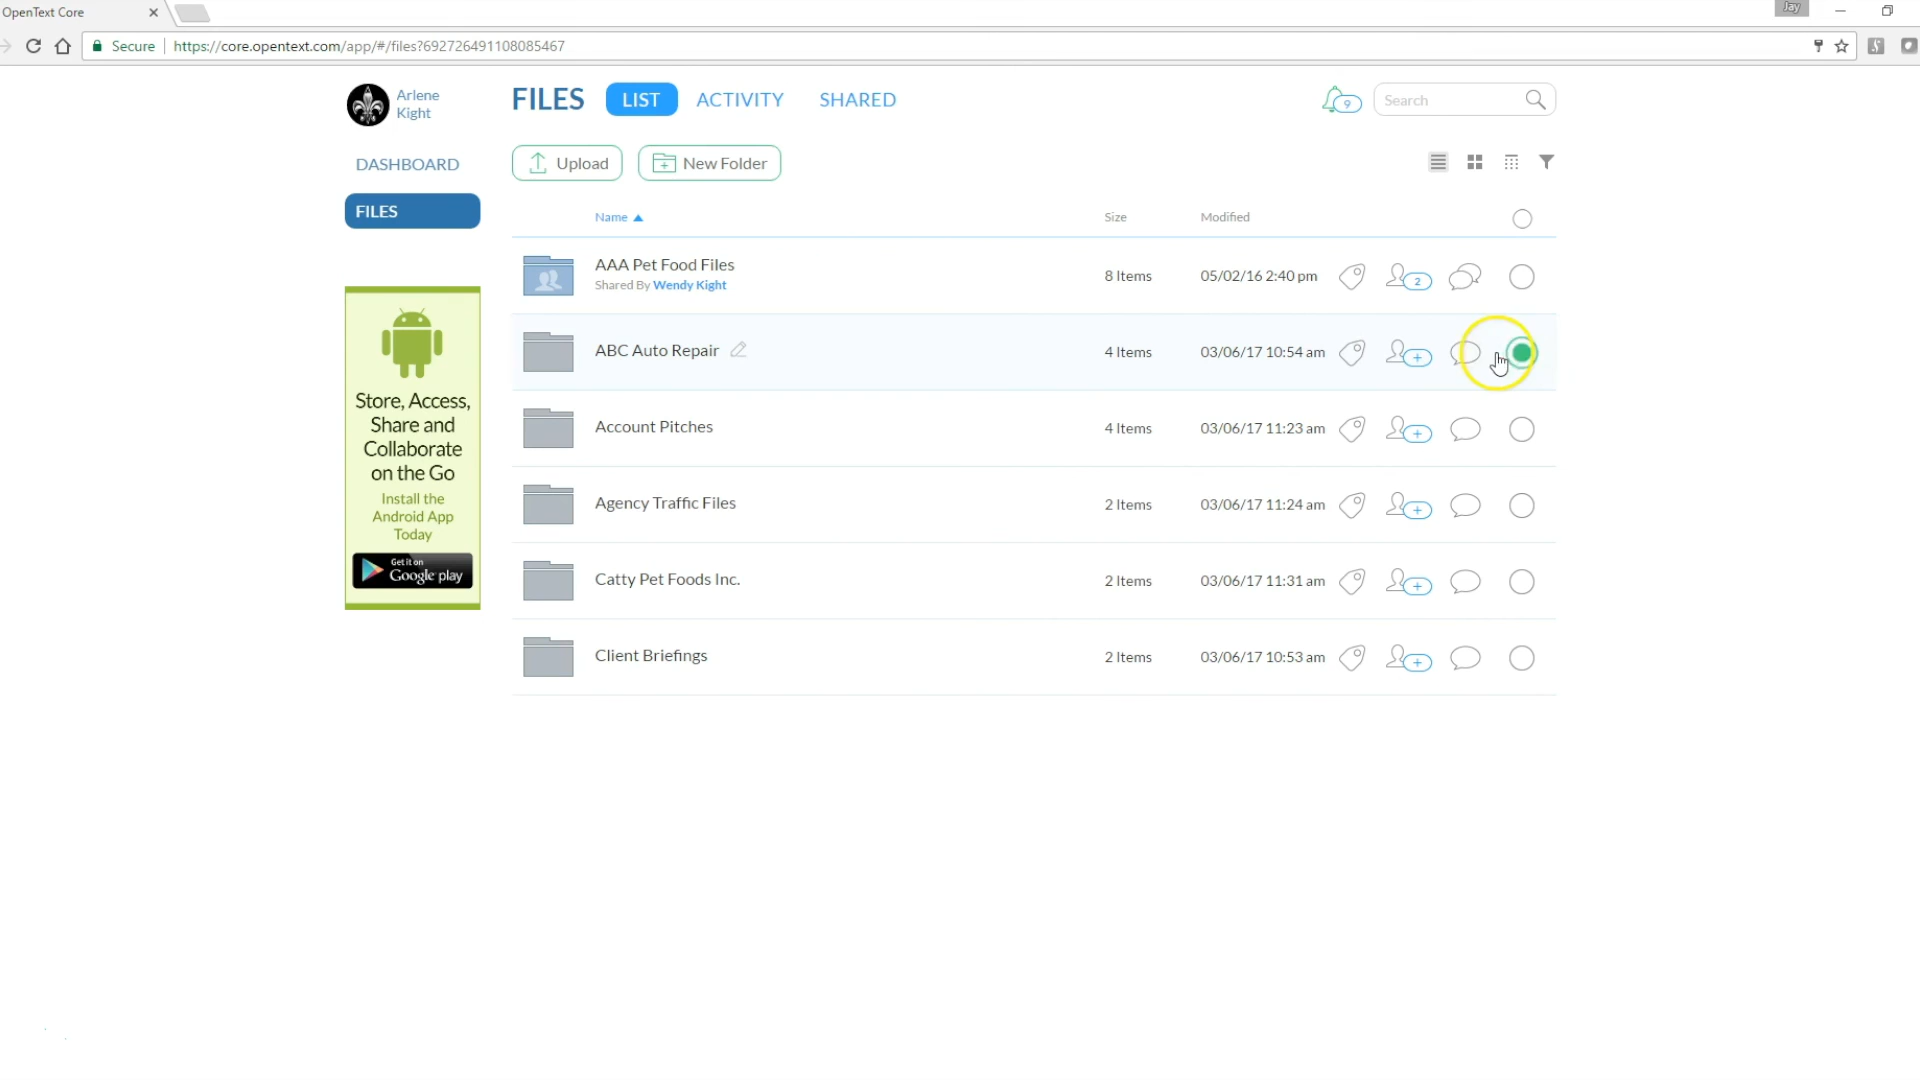 OpenText Core
Jay
Secure
https://core.opentext.com/app/#/files?692726491108085467
Arlene
Kight
FILES
LIST
ACTIVITY
SHARED
9
Search
DASHBOARD
FILES
Upload
New Folder
Name
Size
Modified
AAA Pet Food Files
Shared By Wendy Kight
8 Items
05/02/16 2:40 pm
2
ABC Auto Repair
4 Items
03/06/17 10:54 am
Account Pitches
4 Items
03/06/17 11:23 am
Agency Traffic Files
2 Items
03/06/17 11:24 am
Catty Pet Foods Inc.
2 Items
03/06/17 11:31 am
Client Briefings
2 Items
03/06/17 10:53 am
Store, Access,
Share and
Collaborate
on the Go
Install the
Android App
Today
Get it on
Google play